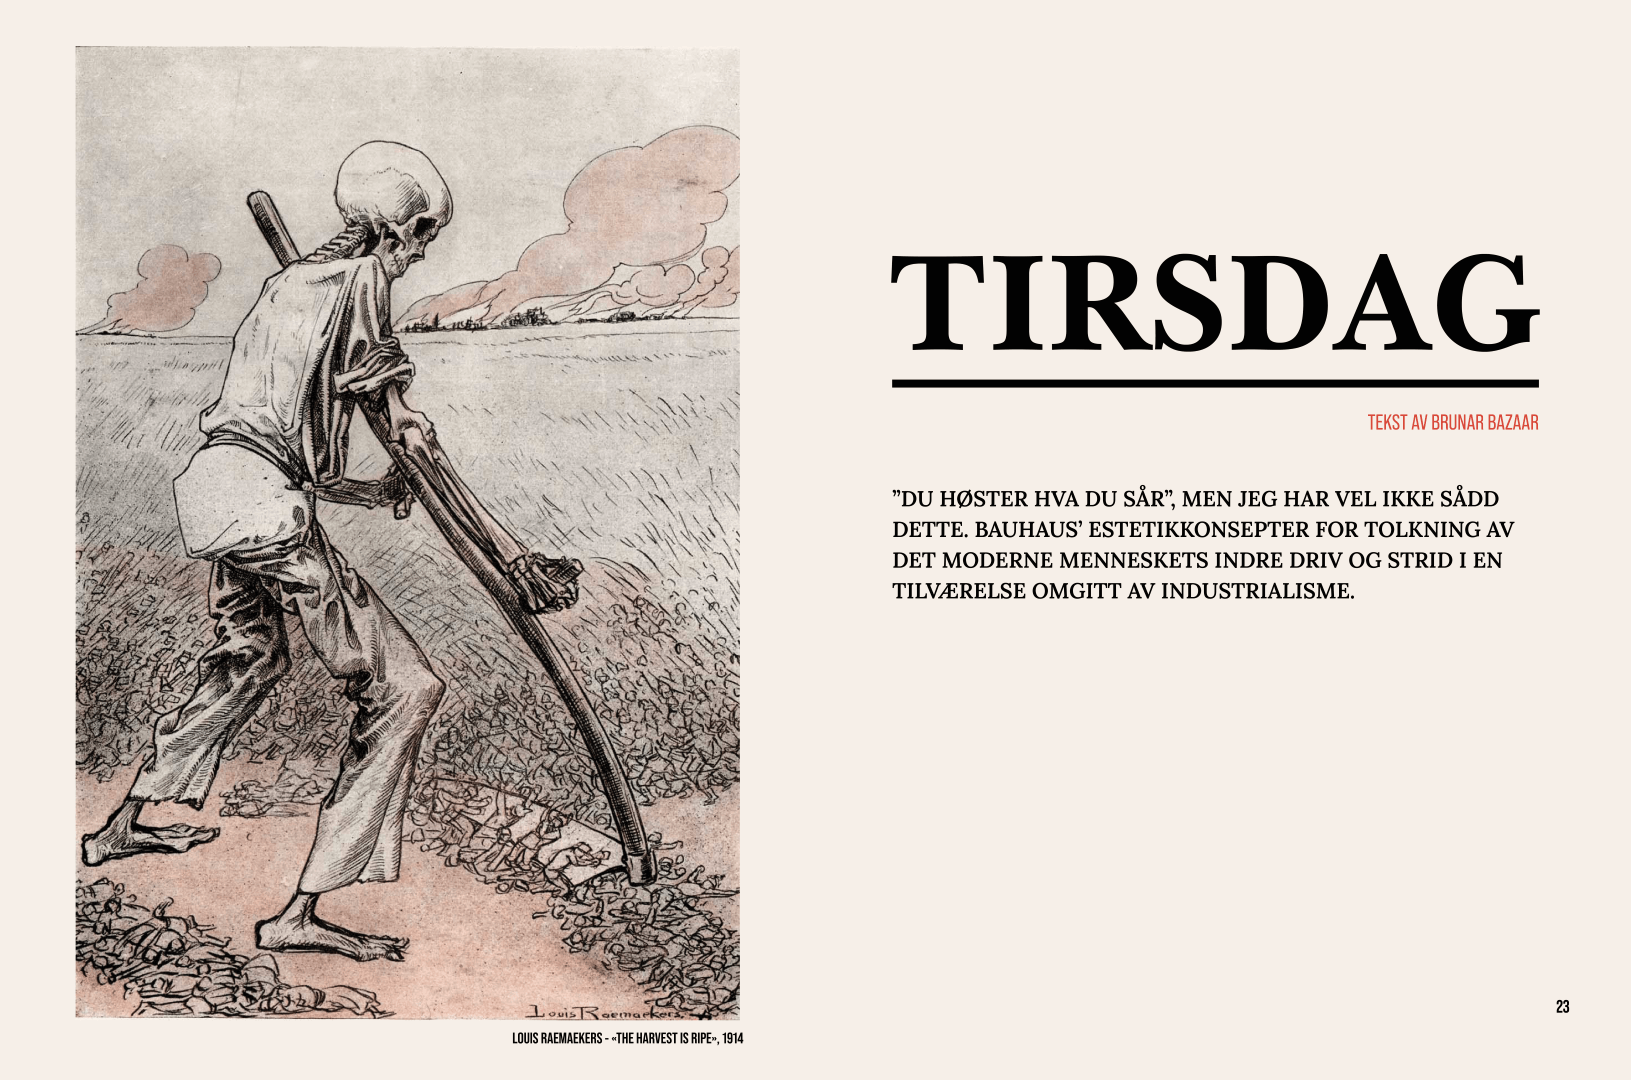 Louis Raemaekers.
LOUIS RAEMAEKERS - «THE HARVEST IS RIPE», 1914
TIRSDAG
TEKST AV BRUNAR BAZAAR
”DU HØSTER HVA DU SÅR”, MEN JEG HAR VEL IKKE SÅDD
DETTE. BAUHAUS’ ESTETIKKONSEPTER FOR TOLKNING AV
DET MODERNE MENNESKETS INDRE DRIV OG STRID I EN
TILVÆRELSE OMGITT AV INDUSTRIALISME.
23